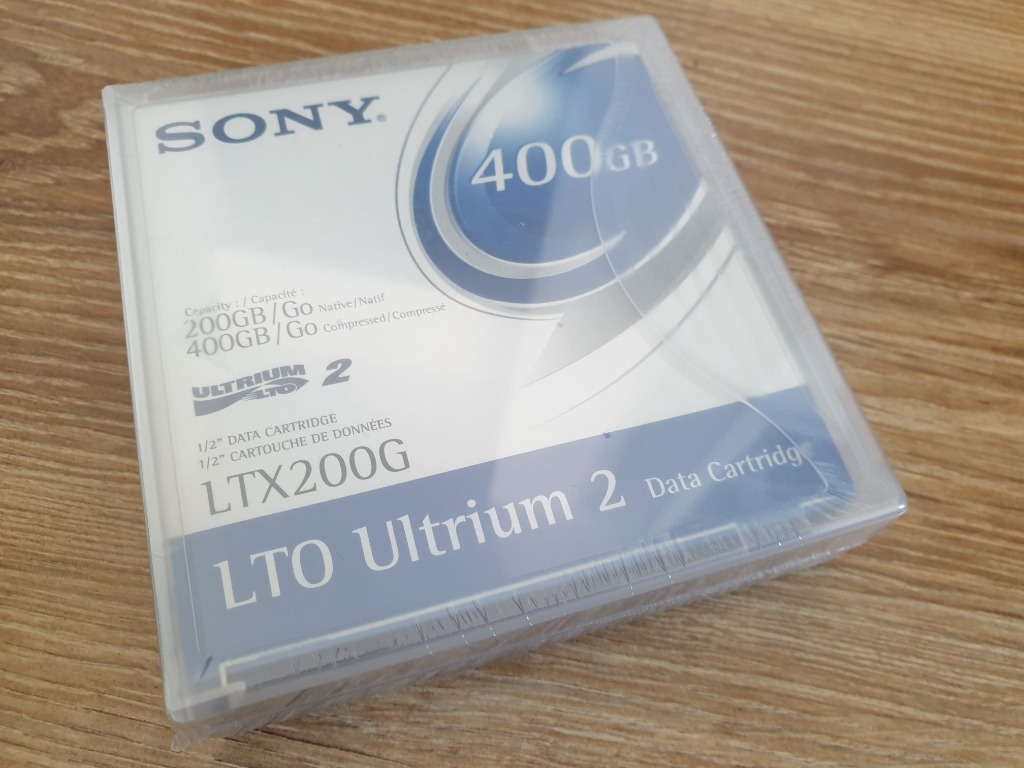 SONY®
400GB
Capacity : / Capacité :
200GB/Go Native/Natif
400GB/Go Compressed/Compressé
ULTRIUM LTO 2
1/2" DATA CARTRIDGE
1/2" CARTOUCHE DE DONNÉES
LTX200G
LTO Ultrium 2 Data Cartridg